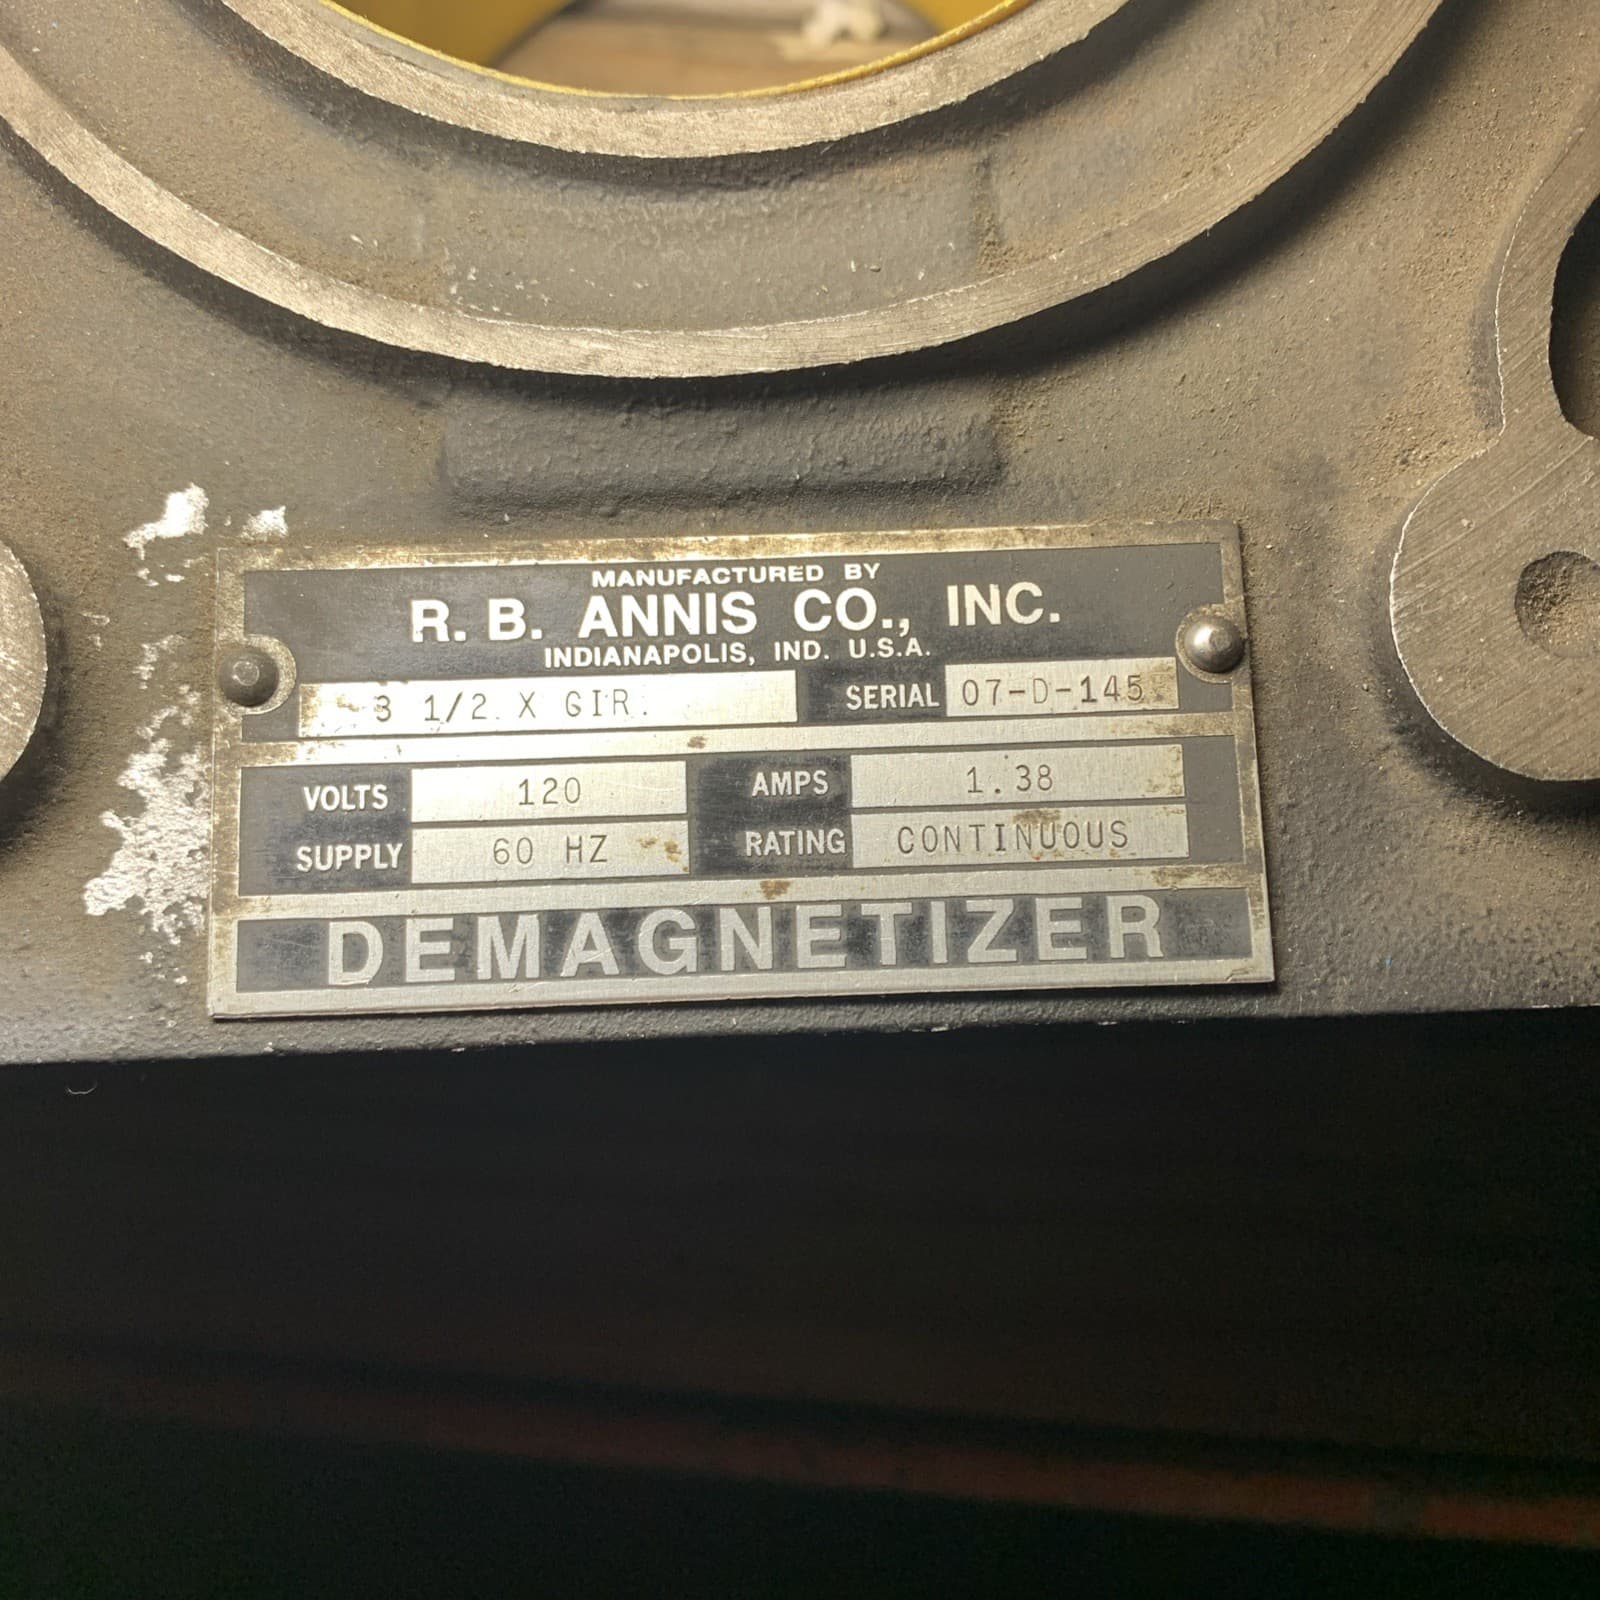 MANUFACTURED BY
R. B. ANNIS CO., INC.
INDIANAPOLIS, IND. U.S.A.
3 1/2 X GIR. SERIAL 07-D-145
VOLTS 120 AMPS 1.38
SUPPLY 60 HZ RATING CONTINUOUS
DEMAGNETIZER